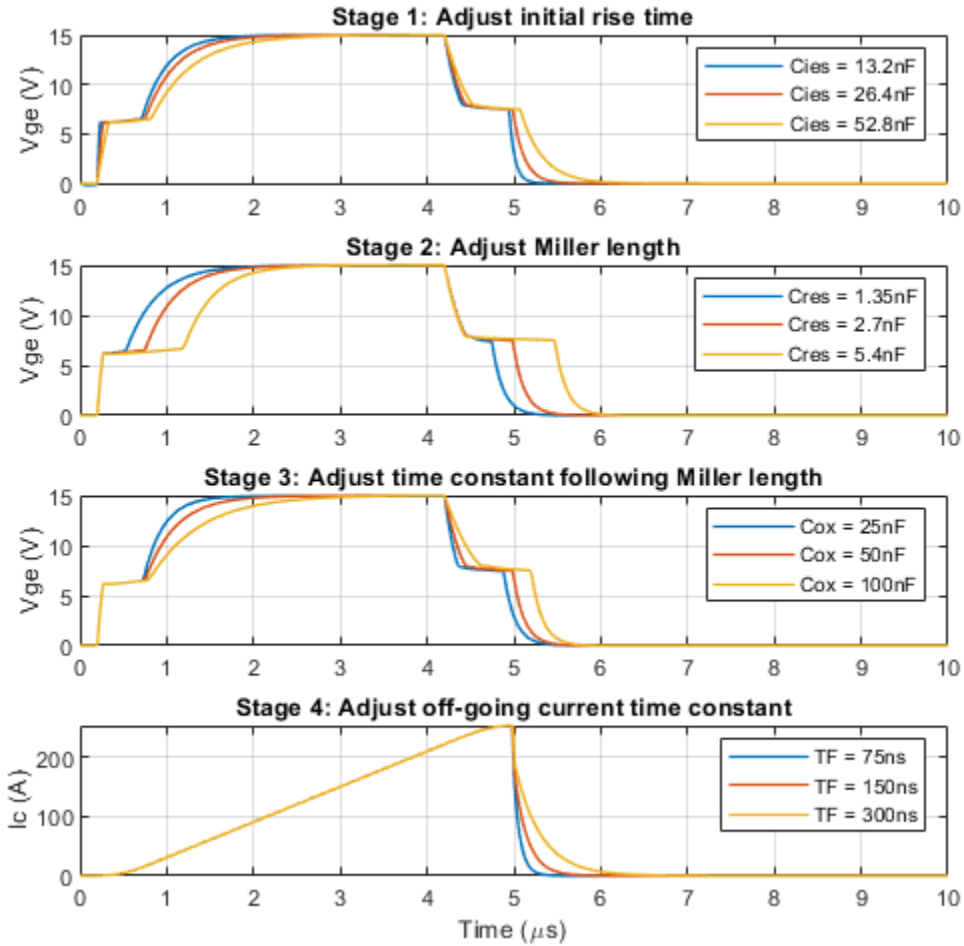 Stage 1: Adjust initial rise time
Vge (V)
15
10
5
0
Cies = 13.2nF
Cies = 26.4nF
Cies = 52.8nF
0 1 2 3 4 5 6 7 8 9 10
Stage 2: Adjust Miller length
Vge (V)
15
10
5
0
Cres = 1.35nF
Cres = 2.7nF
Cres = 5.4nF
0 1 2 3 4 5 6 7 8 9 10
Stage 3: Adjust time constant following Miller length
Vge (V)
15
10
5
0
Cox = 25nF
Cox = 50nF
Cox = 100nF
0 1 2 3 4 5 6 7 8 9 10
Stage 4: Adjust off-going current time constant
Ic (A)
200
100
0
TF = 75ns
TF = 150ns
TF = 300ns
0 1 2 3 4 5 6 7 8 9 10
Time (μs)